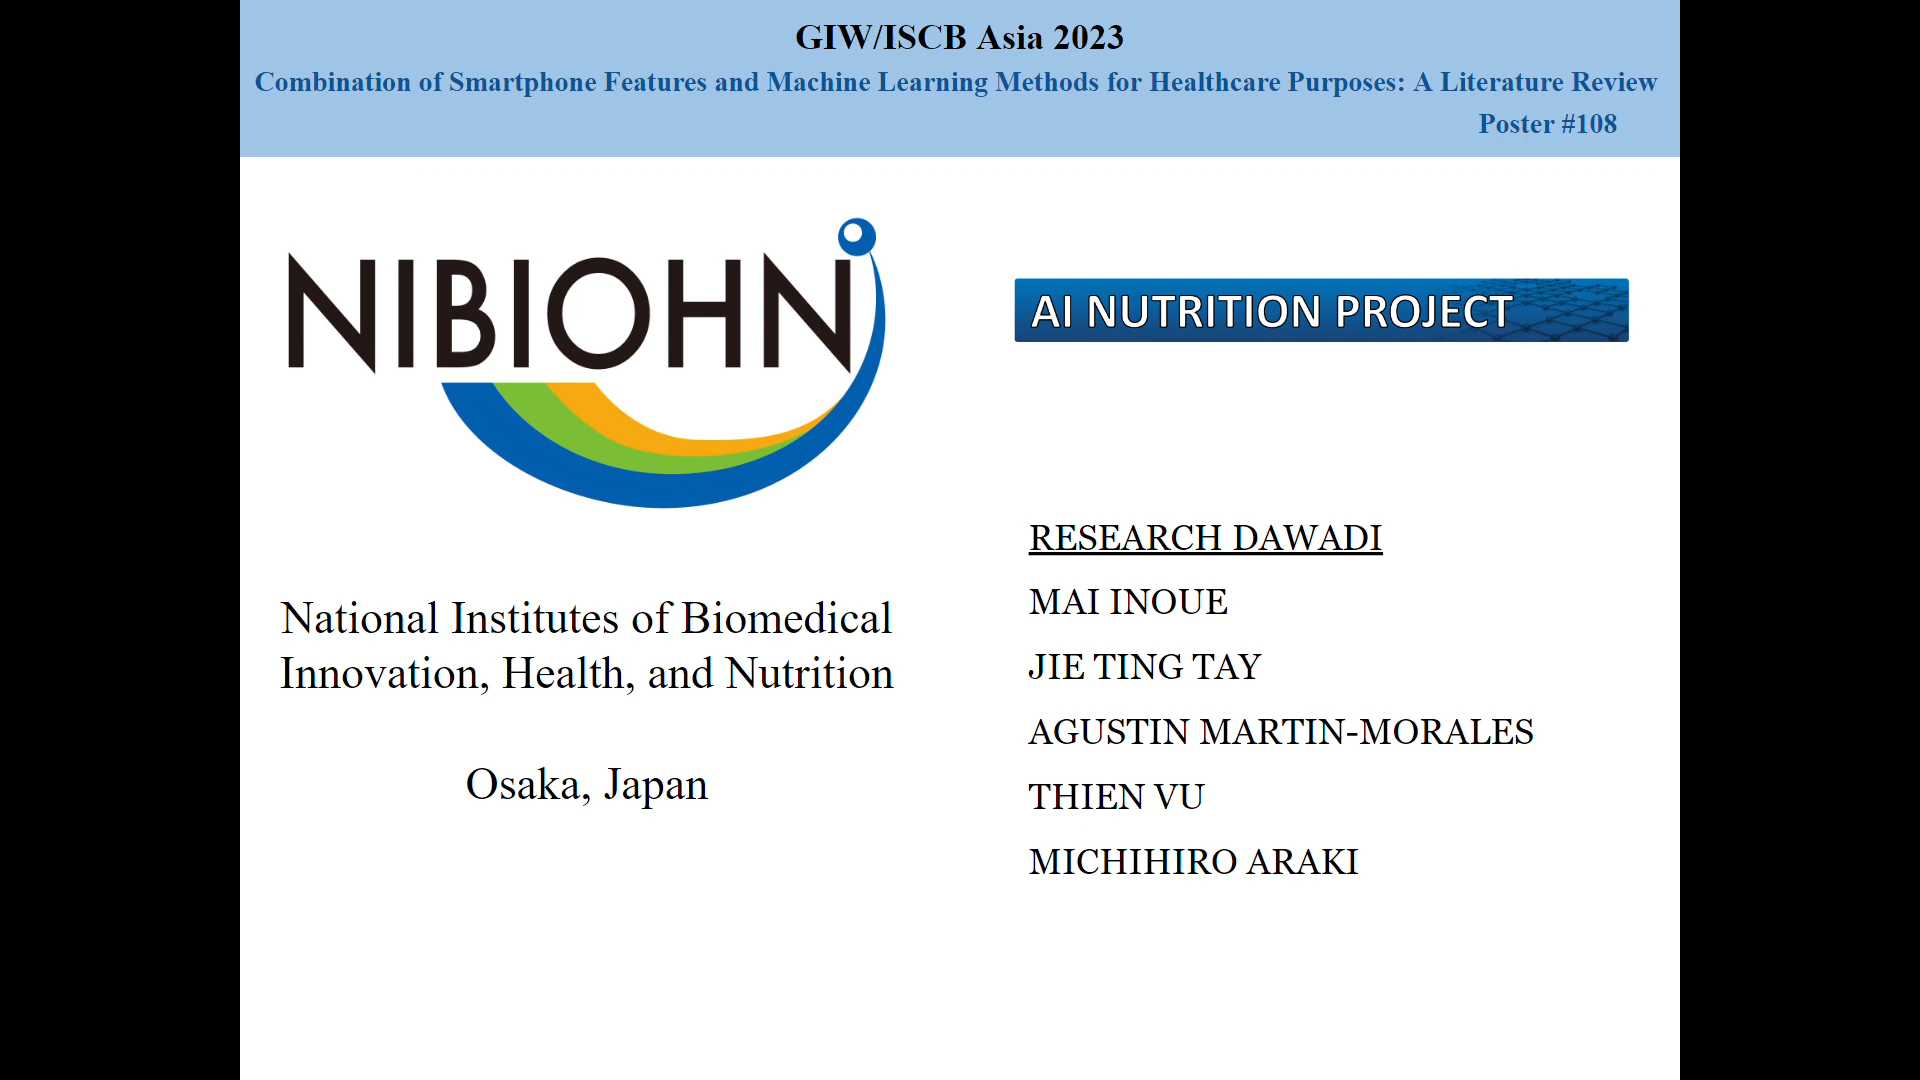 GIW/ISCB Asia 2023
Combination of Smartphone Features and Machine Learning Methods for Healthcare Purposes: A Literature Review
Poster #108
NIBIOHN
National Institutes of Biomedical
Innovation, Health, and Nutrition
Osaka, Japan
AI NUTRITION PROJECT
RESEARCH DAWADI
MAI INOUE
JIE TING TAY
AGUSTIN MARTIN-MORALES
THIEN VU
MICHIHIRO ARAKI